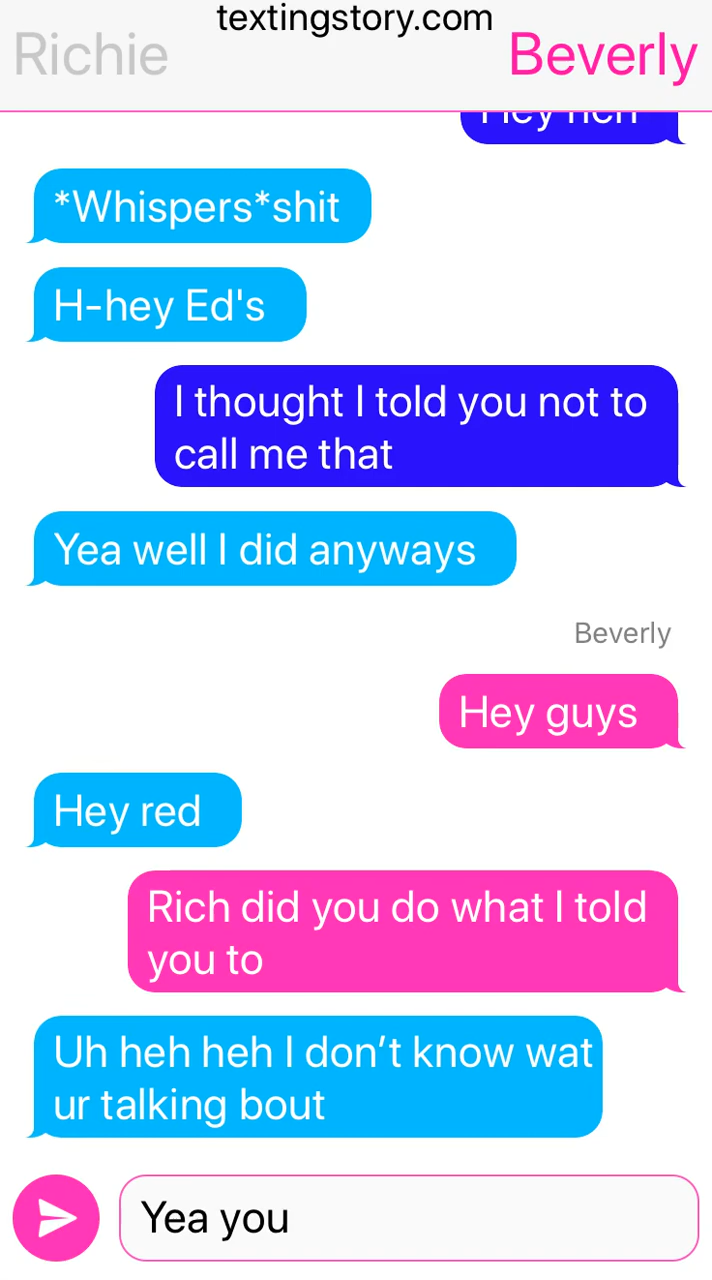 textingstory.com
Richie
Beverly
*Whispers*shit
H-hey Ed's
I thought I told you not to
call me that
Yea well I did anyways
Beverly
Hey guys
Hey red
Rich did you do what I told
you to
Uh heh heh I don’t know wat
ur talking bout
Yea you